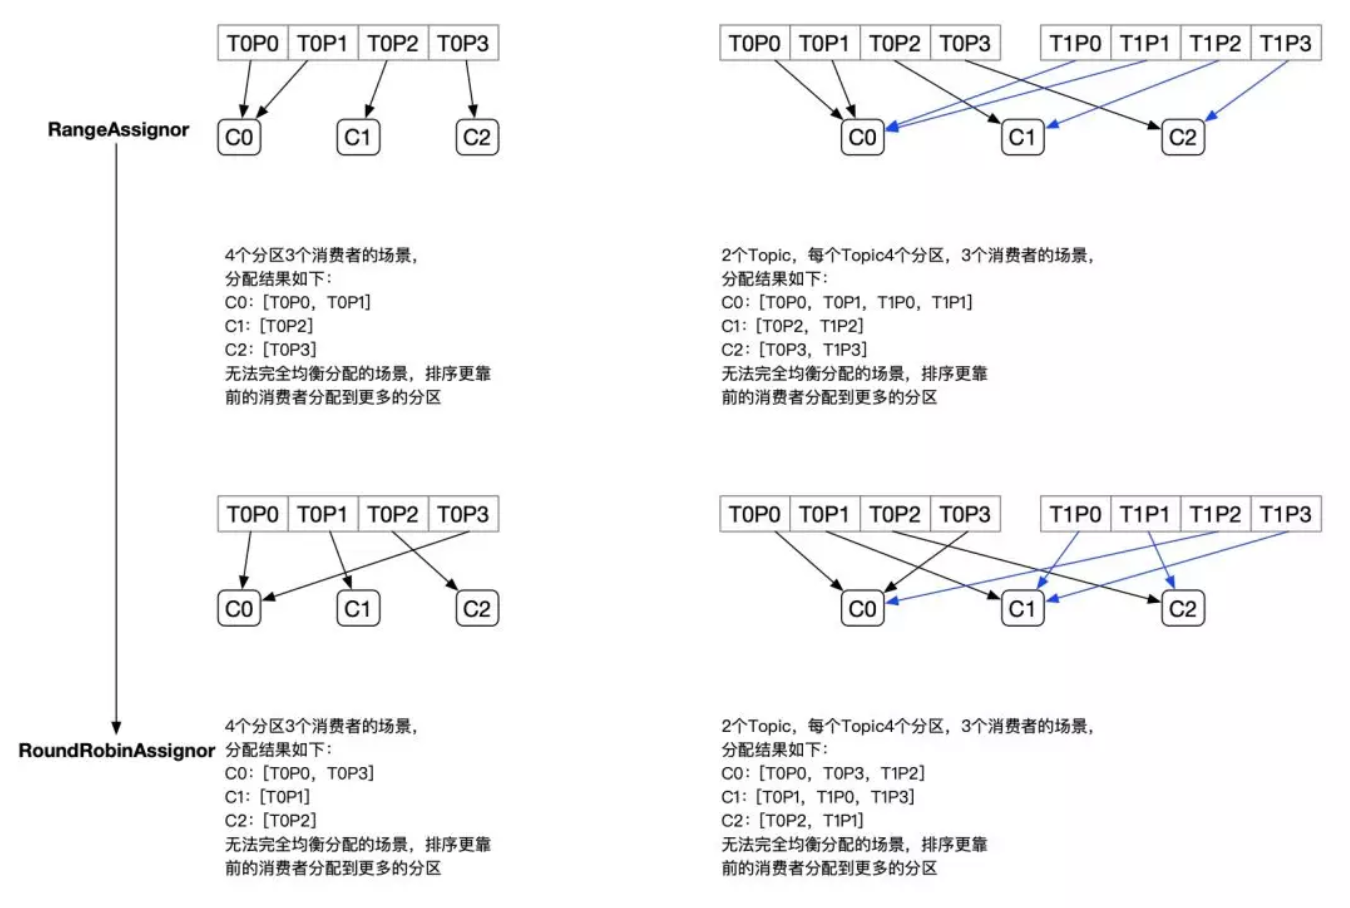 T0P0 T0P1 T0P2 T0P3
T0P0 T0P1 T0P2 T0P3 T1P0 T1P1 T1P2 T1P3
RangeAssignor
C0 C1 C2
C0 C1 C2
4个分区3个消费者的场景，
分配结果如下：
C0：[T0P0，T0P1]
C1：[T0P2]
C2：[T0P3]
无法完全均衡分配的场景，排序更靠
前的消费者分配到更多的分区
2个Topic，每个Topic4个分区，3个消费者的场景，
分配结果如下：
C0：[T0P0，T0P1，T1P0，T1P1]
C1：[T0P2，T1P2]
C2：[T0P3，T1P3]
无法完全均衡分配的场景，排序更靠
前的消费者分配到更多的分区
T0P0 T0P1 T0P2 T0P3
T0P0 T0P1 T0P2 T0P3 T1P0 T1P1 T1P2 T1P3
C0 C1 C2
C0 C1 C2
RoundRobinAssignor
4个分区3个消费者的场景，
分配结果如下：
C0：[T0P0，T0P3]
C1：[T0P1]
C2：[T0P2]
无法完全均衡分配的场景，排序更靠
前的消费者分配到更多的分区
2个Topic，每个Topic4个分区，3个消费者的场景，
分配结果如下：
C0：[T0P0，T0P3，T1P2]
C1：[T0P1，T1P0，T1P3]
C2：[T0P2，T1P1]
无法完全均衡分配的场景，排序更靠
前的消费者分配到更多的分区